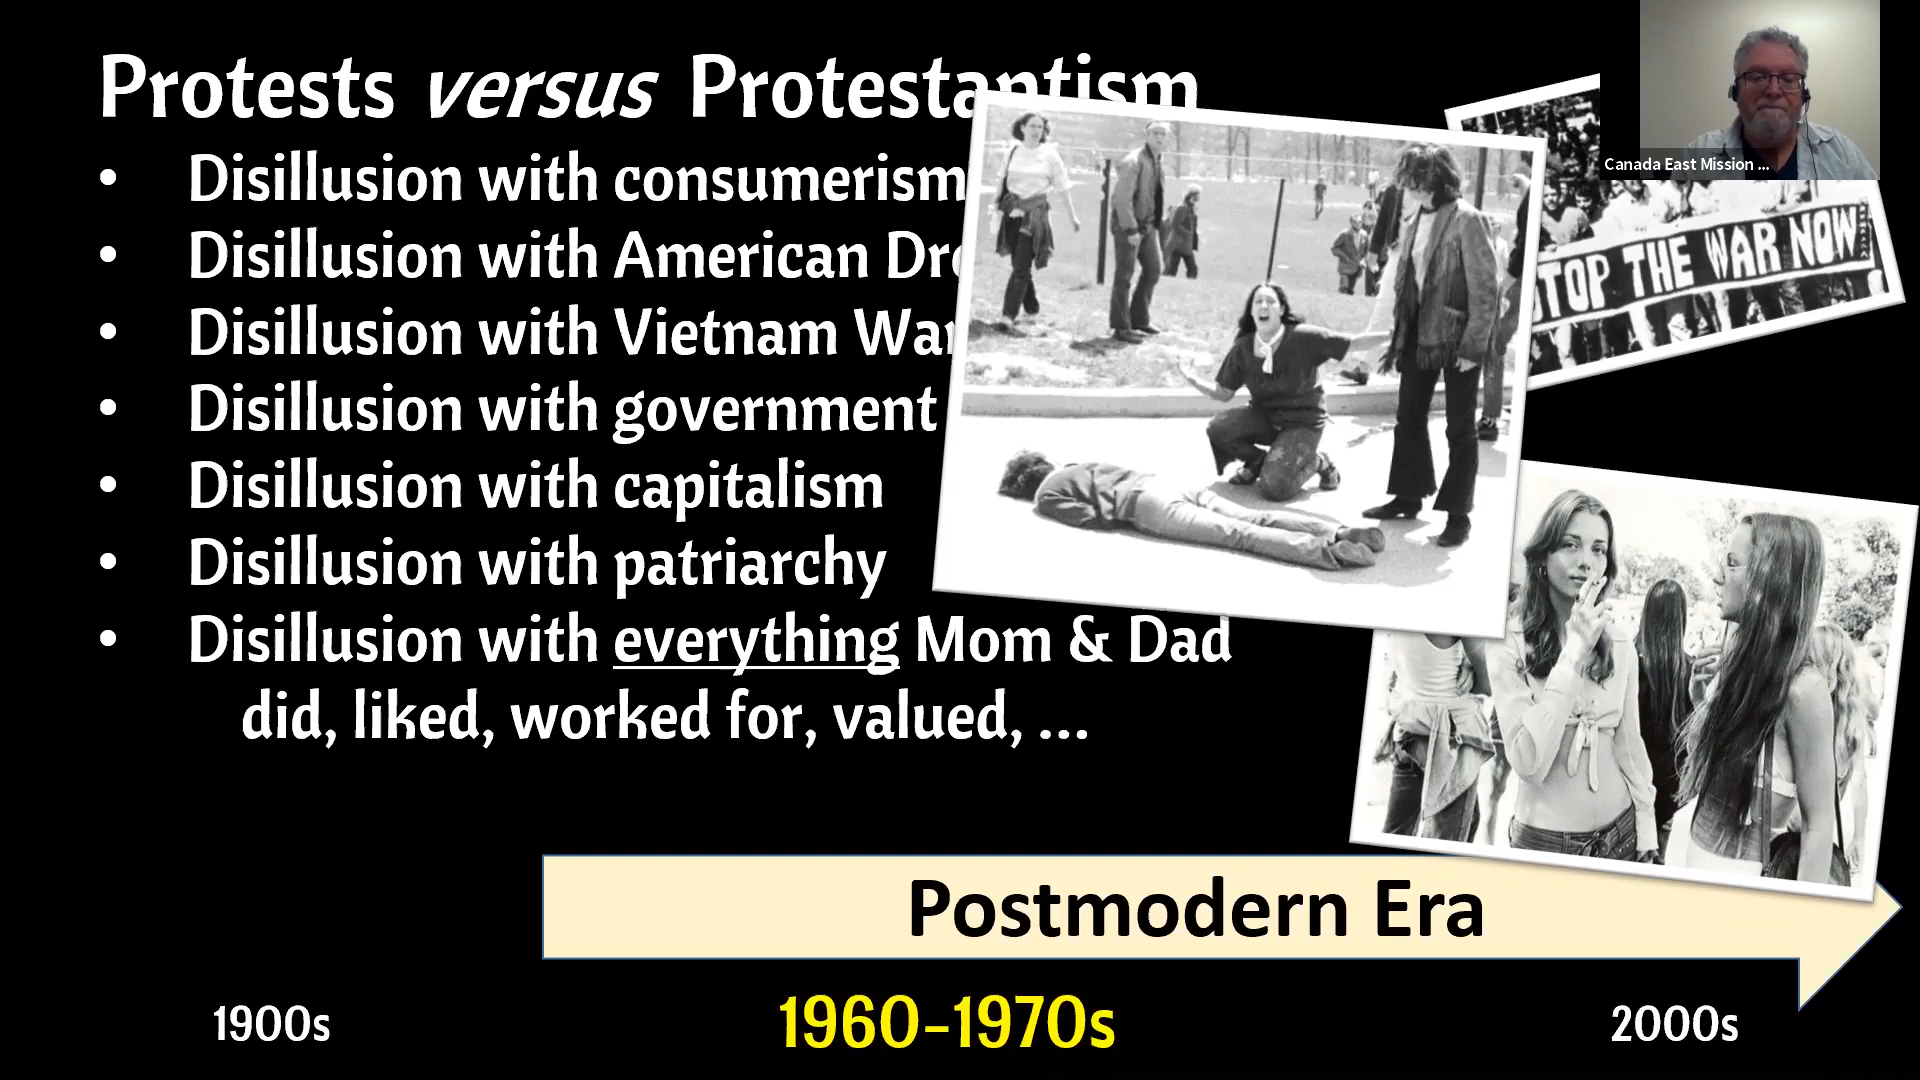 Protests versus Protestantism
• Disillusion with consumerism
• Disillusion with American Dre
• Disillusion with Vietnam War
• Disillusion with government
• Disillusion with capitalism
• Disillusion with patriarchy
• Disillusion with everything Mom & Dad
did, liked, worked for, valued, ...
Canada East Mission ...
TOP THE WAR NOW
Postmodern Era
1900s
1960-1970s
2000s